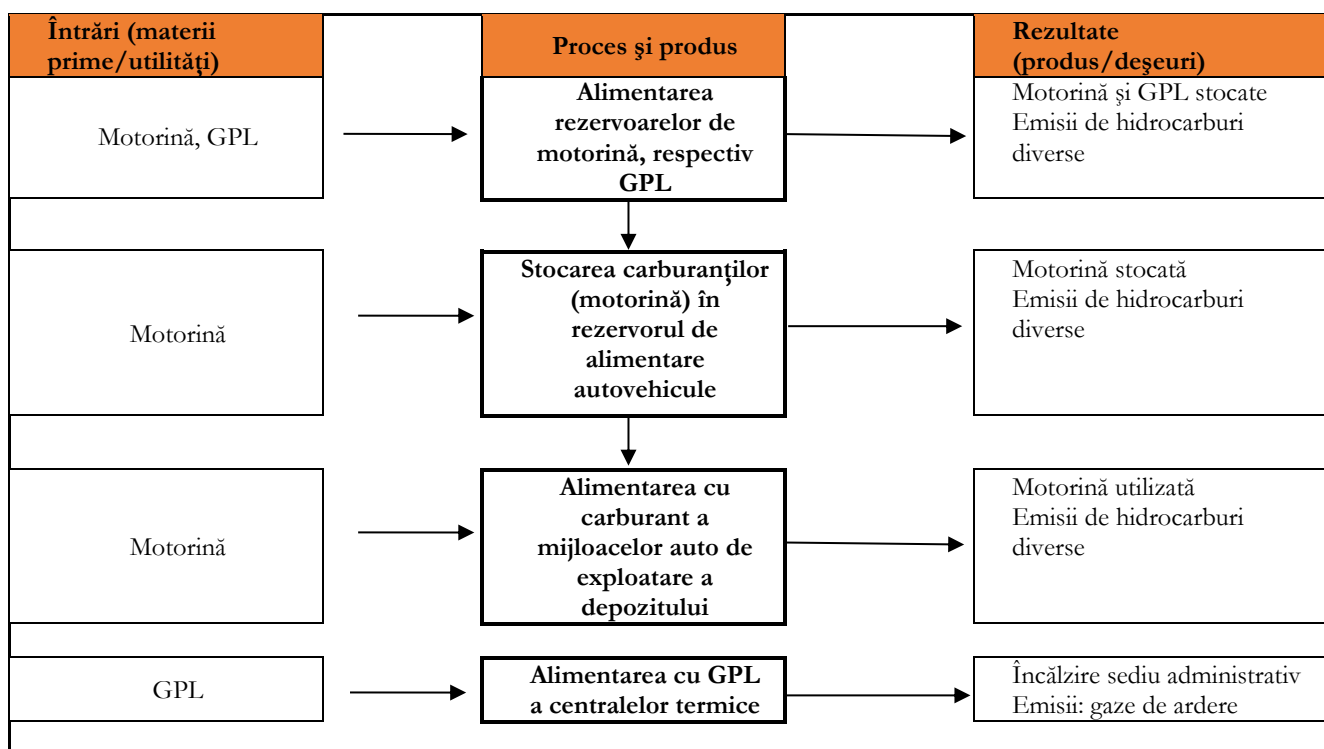 Întrări (materii
prime/utilităţi)
Proces şi produs
Rezultate
(produs/deşeuri)
Motorină, GPL
Alimentarea
rezervoarelor de
motorină, respectiv
GPL
Motorină şi GPL stocate
Emisii de hidrocarburi
diverse
Motorină
Stocarea carburanţilor
(motorină) în
rezervorul de
alimentare
autovehicule
Motorină stocată
Emisii de hidrocarburi
diverse
Motorină
Alimentarea cu
carburant a
mijloacelor auto de
exploatare a
depozitului
Motorină utilizată
Emisii de hidrocarburi
diverse
GPL
Alimentarea cu GPL
a centralelor termice
Încălzire sediu administrativ
Emisii: gaze de ardere